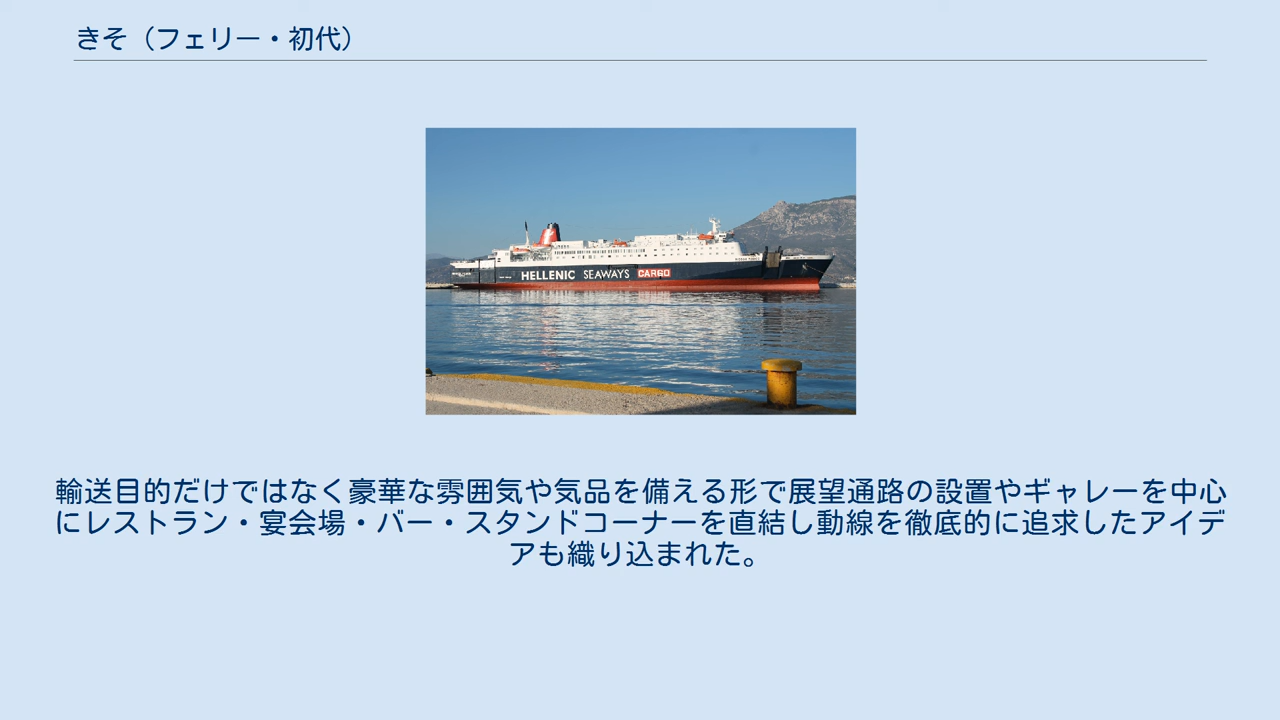 きそ（フェリー・初代）
HELLENIC SEAWAYS CARGO
輸送目的だけではなく豪華な雰囲気や気品を備える形で展望通路の設置やギャレーを中心
にレストラン・宴会場・バー・スタンドコーナーを直結し動線を徹底的に追求したアイデ
アも織り込まれた。